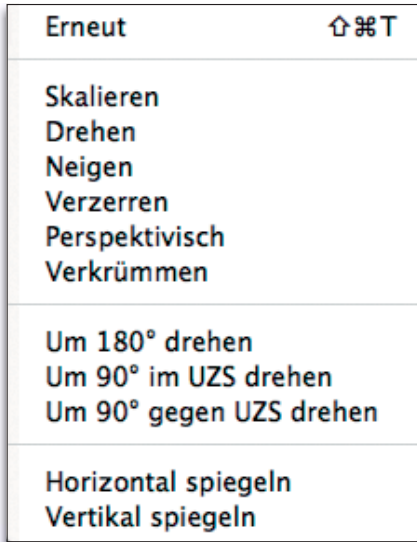 Erneut ⇧⌘T
Skalieren
Drehen
Neigen
Verzerren
Perspektivisch
Verkrümmen
Um 180° drehen
Um 90° im UZS drehen
Um 90° gegen UZS drehen
Horizontal spiegeln
Vertikal spiegeln